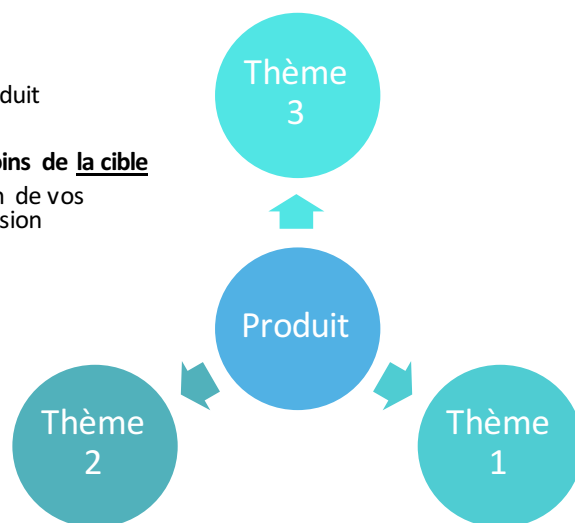 duit
oins de la cible
n de vos
sion
Thème
3
Produit
Thème
2
Thème
1